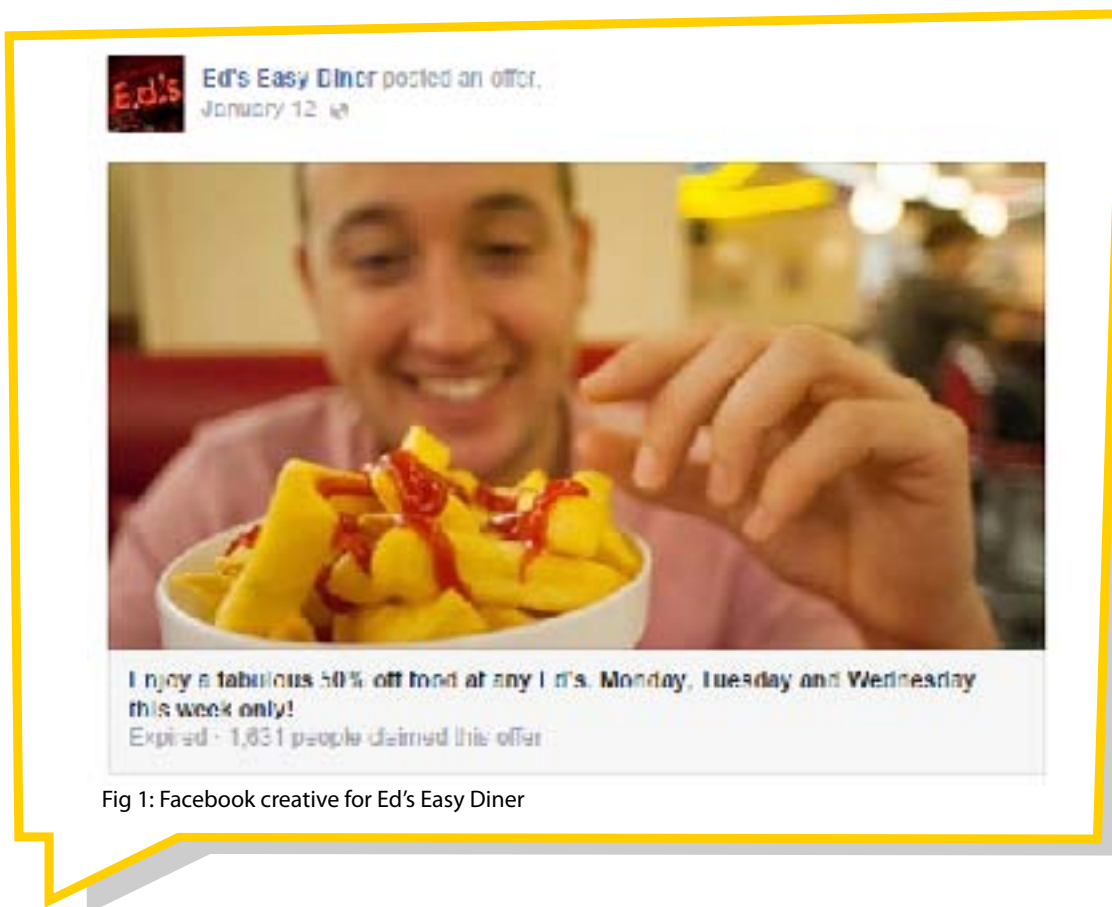 Ed's
Ed's Easy Diner posted an offer.
January 12
Enjoy a fabulous 50% off food at any Ed's. Monday, Tuesday and Wednesday
this week only!
Expired · 1,631 people claimed this offer
Fig 1: Facebook creative for Ed's Easy Diner